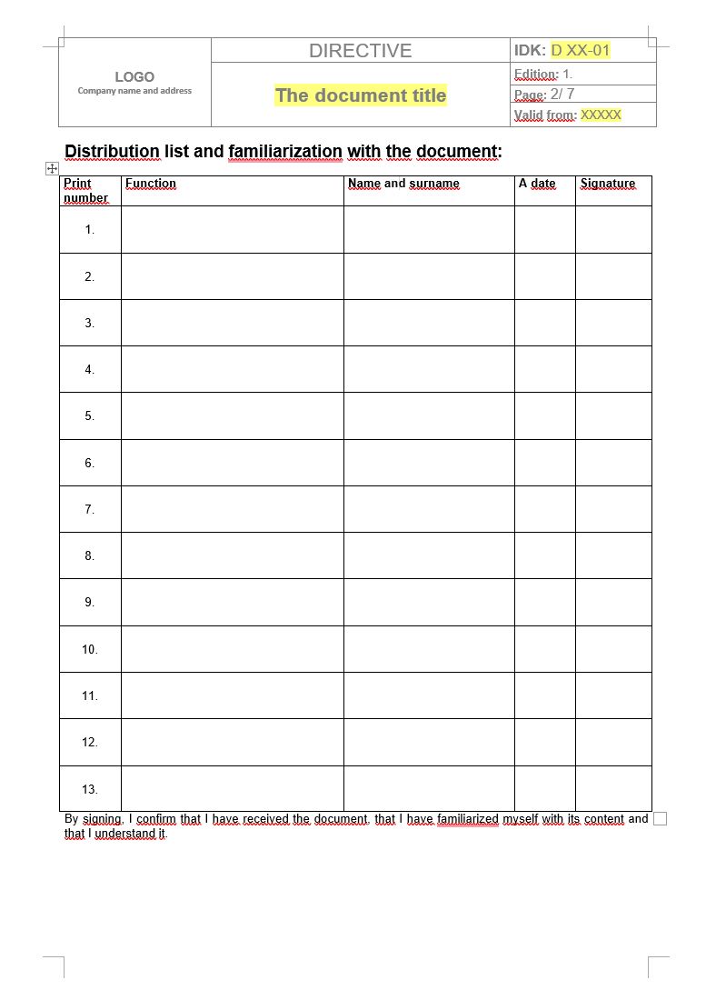 LOGO
Company name and address
DIRECTIVE
The document title
IDK: D XX-01
Edition: 1.
Page: 2/ 7
Valid from: XXXXX
Distribution list and familiarization with the document:
Print number Function Name and surname A date Signature
1.
2.
3.
4.
5.
6.
7.
8.
9.
10.
11.
12.
13.
By signing, I confirm that I have received the document, that I have familiarized myself with its content and
that I understand it.